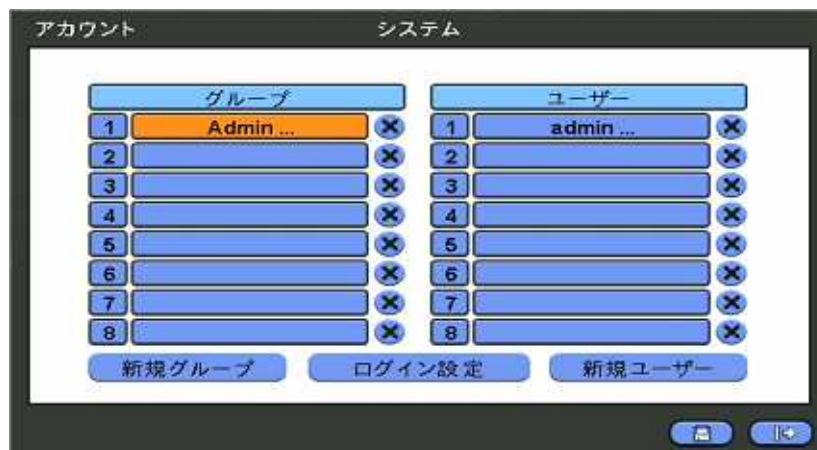 アカウント システム
グループ ユーザー
1 Admin ... 1 admin ...
2 2
3 3
4 4
5 5
6 6
7 7
8 8
新規グループ ログイン設定 新規ユーザー